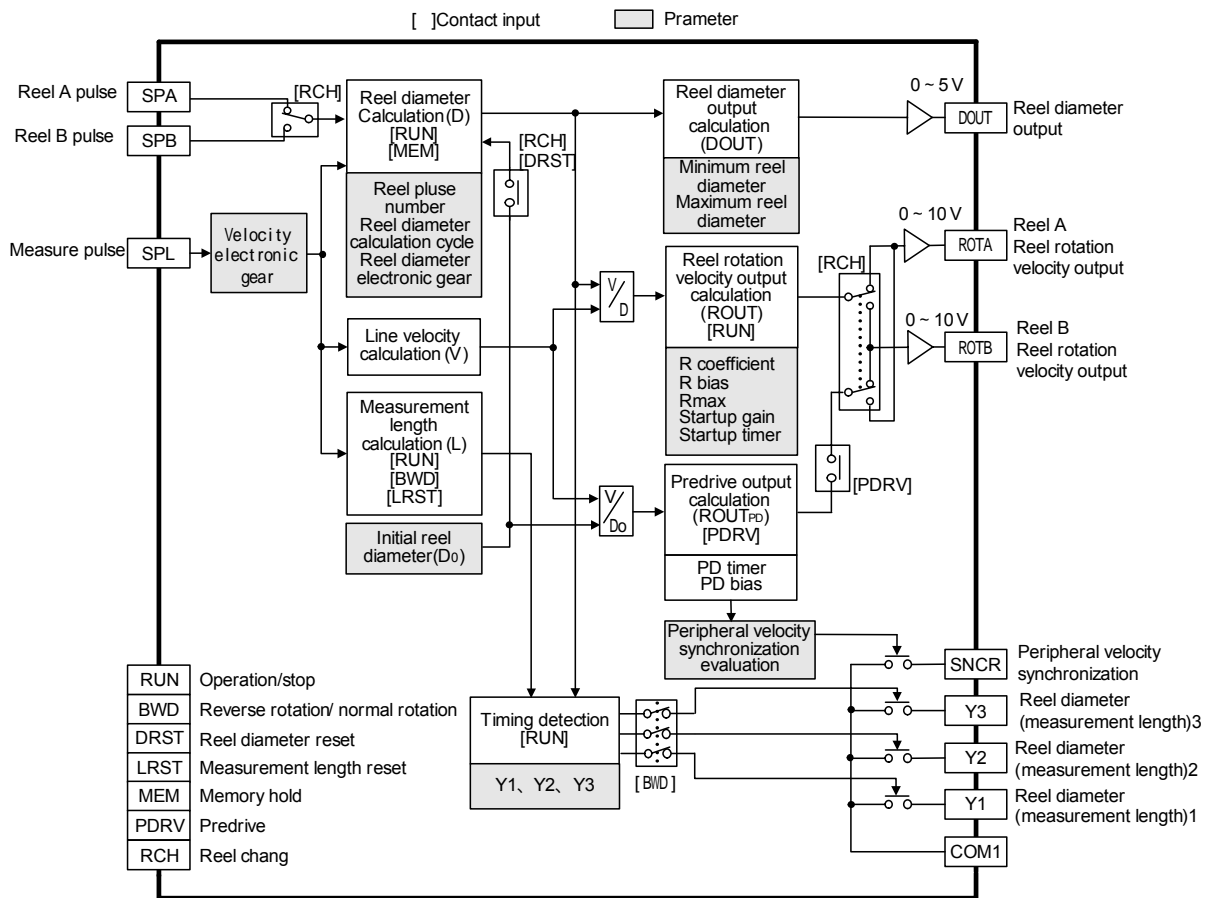 [ ]Contact input
Prameter
Reel A pulse
SPA
[RCH]
Reel B pulse
SPB
Measure pulse
SPL
Velocity
electronic
gear
Reel diameter
Calculation(D)
[RUN]
[MEM]
Reel pluse
number
Reel diameter
calculation cycle
Reel diameter
electronic gear
[RCH]
[DRST]
Line velocity
calculation (V)
Measurement
length
calculation (L)
[RUN]
[BWD]
[LRST]
Initial reel
diameter(D0)
Reel diameter
output
calculation
(DOUT)
Minimum reel
diameter
Maximum reel
diameter
0 ~ 5 V
DOUT
Reel diameter
output
V/D
Reel rotation
velocity output
calculation
(ROUT)
[RUN]
R coefficient
R bias
Rmax
Startup gain
Startup timer
[RCH]
0 ~ 10 V
ROTA
Reel A
Reel rotation
velocity output
0 ~ 10 V
ROTB
Reel B
Reel rotation
velocity output
V/Do
Predrive output
calculation
(ROUTPD)
[PDRV]
PD timer
PD bias
[PDRV]
Peripheral velocity
synchronization
evaluation
SNCR
Peripheral velocity
synchronization
Timing detection
[RUN]
Y1、Y2、Y3
[ BWD ]
Y3
Reel diameter
(measurement length)3
Y2
Reel diameter
(measurement length)2
Y1
Reel diameter
(measurement length)1
COM1
RUN
Operation/stop
BWD
Reverse rotation/ normal rotation
DRST
Reel diameter reset
LRST
Measurement length reset
MEM
Memory hold
PDRV
Predrive
RCH
Reel chang